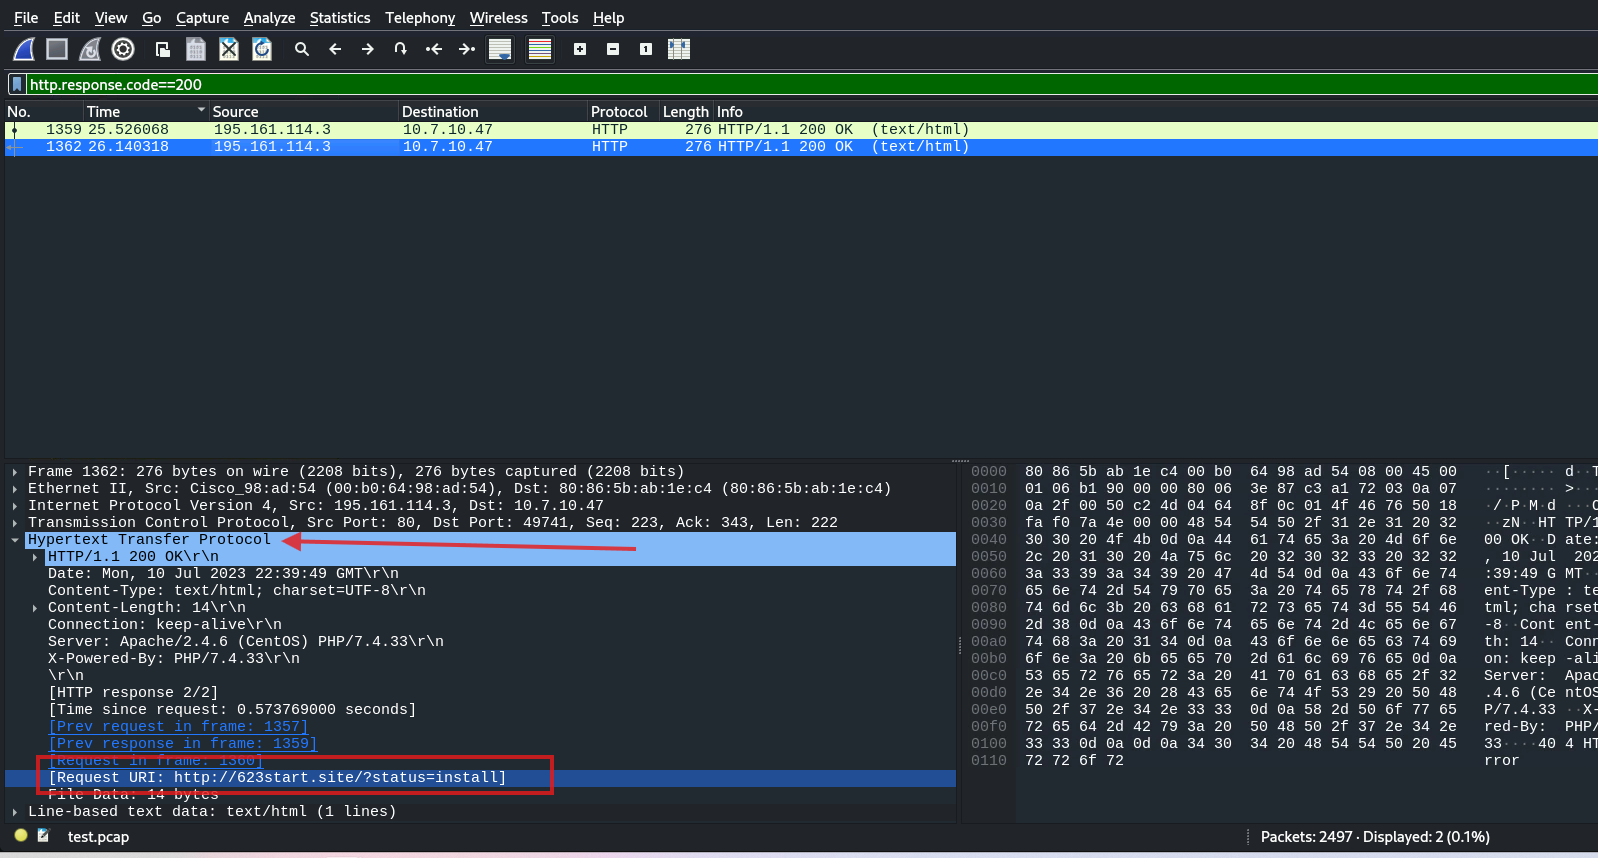 File Edit View Go Capture Analyze Statistics Telephony Wireless Tools Help
http.response.code==200
No. Time Source Destination Protocol Length Info
1359 25.526068 195.161.114.3 10.7.10.47 HTTP 276 HTTP/1.1 200 OK (text/html)
1362 26.140318 195.161.114.3 10.7.10.47 HTTP 276 HTTP/1.1 200 OK (text/html)
Frame 1362: 276 bytes on wire (2208 bits), 276 bytes captured (2208 bits)
Ethernet II, Src: Cisco_98:ad:54 (00:b0:64:98:ad:54), Dst: 80:86:5b:ab:1e:c4 (80:86:5b:ab:1e:c4)
Internet Protocol Version 4, Src: 195.161.114.3, Dst: 10.7.10.47
Transmission Control Protocol, Src Port: 80, Dst Port: 49741, Seq: 223, Ack: 343, Len: 222
Hypertext Transfer Protocol
HTTP/1.1 200 OK\r\n
Date: Mon, 10 Jul 2023 22:39:49 GMT\r\n
Content-Type: text/html; charset=UTF-8\r\n
Content-Length: 14\r\n
Connection: keep-alive\r\n
Server: Apache/2.4.6 (CentOS) PHP/7.4.33\r\n
X-Powered-By: PHP/7.4.33\r\n
\r\n
[HTTP response 2/2]
[Time since request: 0.573769000 seconds]
[Prev request in frame: 1357]
[Prev response in frame: 1359]
[Request in frame: 1360]
[Request URI: http://623start.site/?status=install]
File Data: 14 bytes
Line-based text data: text/html (1 lines)
0000 80 86 5b ab 1e c4 00 b0 64 98 ad 54 08 00 45 00 ··[·····d··T
0010 01 06 b1 90 00 00 80 06 3e 87 c3 a1 72 03 0a 07 ········>···
0020 0a 2f 00 50 c2 4d 04 64 8f 0c 01 4f 46 76 50 18 ·/·P·M·d···O
0030 fa f0 7a 4e 00 00 48 54 54 50 2f 31 2e 31 20 32 ··zN··HTTP/1
0040 30 30 20 4f 4b 0d 0a 44 61 74 65 3a 20 4d 6f 6e 00 OK··Date:
0050 2c 20 31 30 20 4a 75 6c 20 32 30 32 33 20 32 32 , 10 Jul 202
0060 3a 33 39 3a 34 39 20 47 4d 54 0d 0a 43 6f 6e 74 :39:49 GMT··
0070 65 6e 74 2d 54 79 70 65 3a 20 74 65 78 74 2f 68 ent-Type: te
0080 74 6d 6c 3b 20 63 68 61 72 73 65 74 3d 55 54 46 tml; charset
0090 2d 38 0d 0a 43 6f 6e 74 65 6e 74 2d 4c 65 6e 67 -8··Content-
00a0 74 68 3a 20 31 34 0d 0a 43 6f 6e 6e 65 63 74 69 th: 14··Conn
00b0 6f 6e 3a 20 6b 65 65 70 2d 61 6c 69 76 65 0d 0a on: keep-ali
00c0 53 65 72 76 65 72 3a 20 41 70 61 63 68 65 2f 32 Server: Apac
00d0 2e 34 2e 36 20 28 43 65 6e 74 4f 53 29 20 50 48 .4.6 (CentOS
00e0 50 2f 37 2e 34 2e 33 33 0d 0a 58 2d 50 6f 77 65 P/7.4.33··X-
00f0 72 65 64 2d 42 79 3a 20 50 48 50 2f 37 2e 34 2e red-By: PHP/
0100 33 33 0d 0a 0d 0a 34 30 34 20 48 54 54 50 20 45 33····404 HT
0110 72 72 6f 72 rror
test.pcap Packets: 2497 · Displayed: 2 (0.1%)